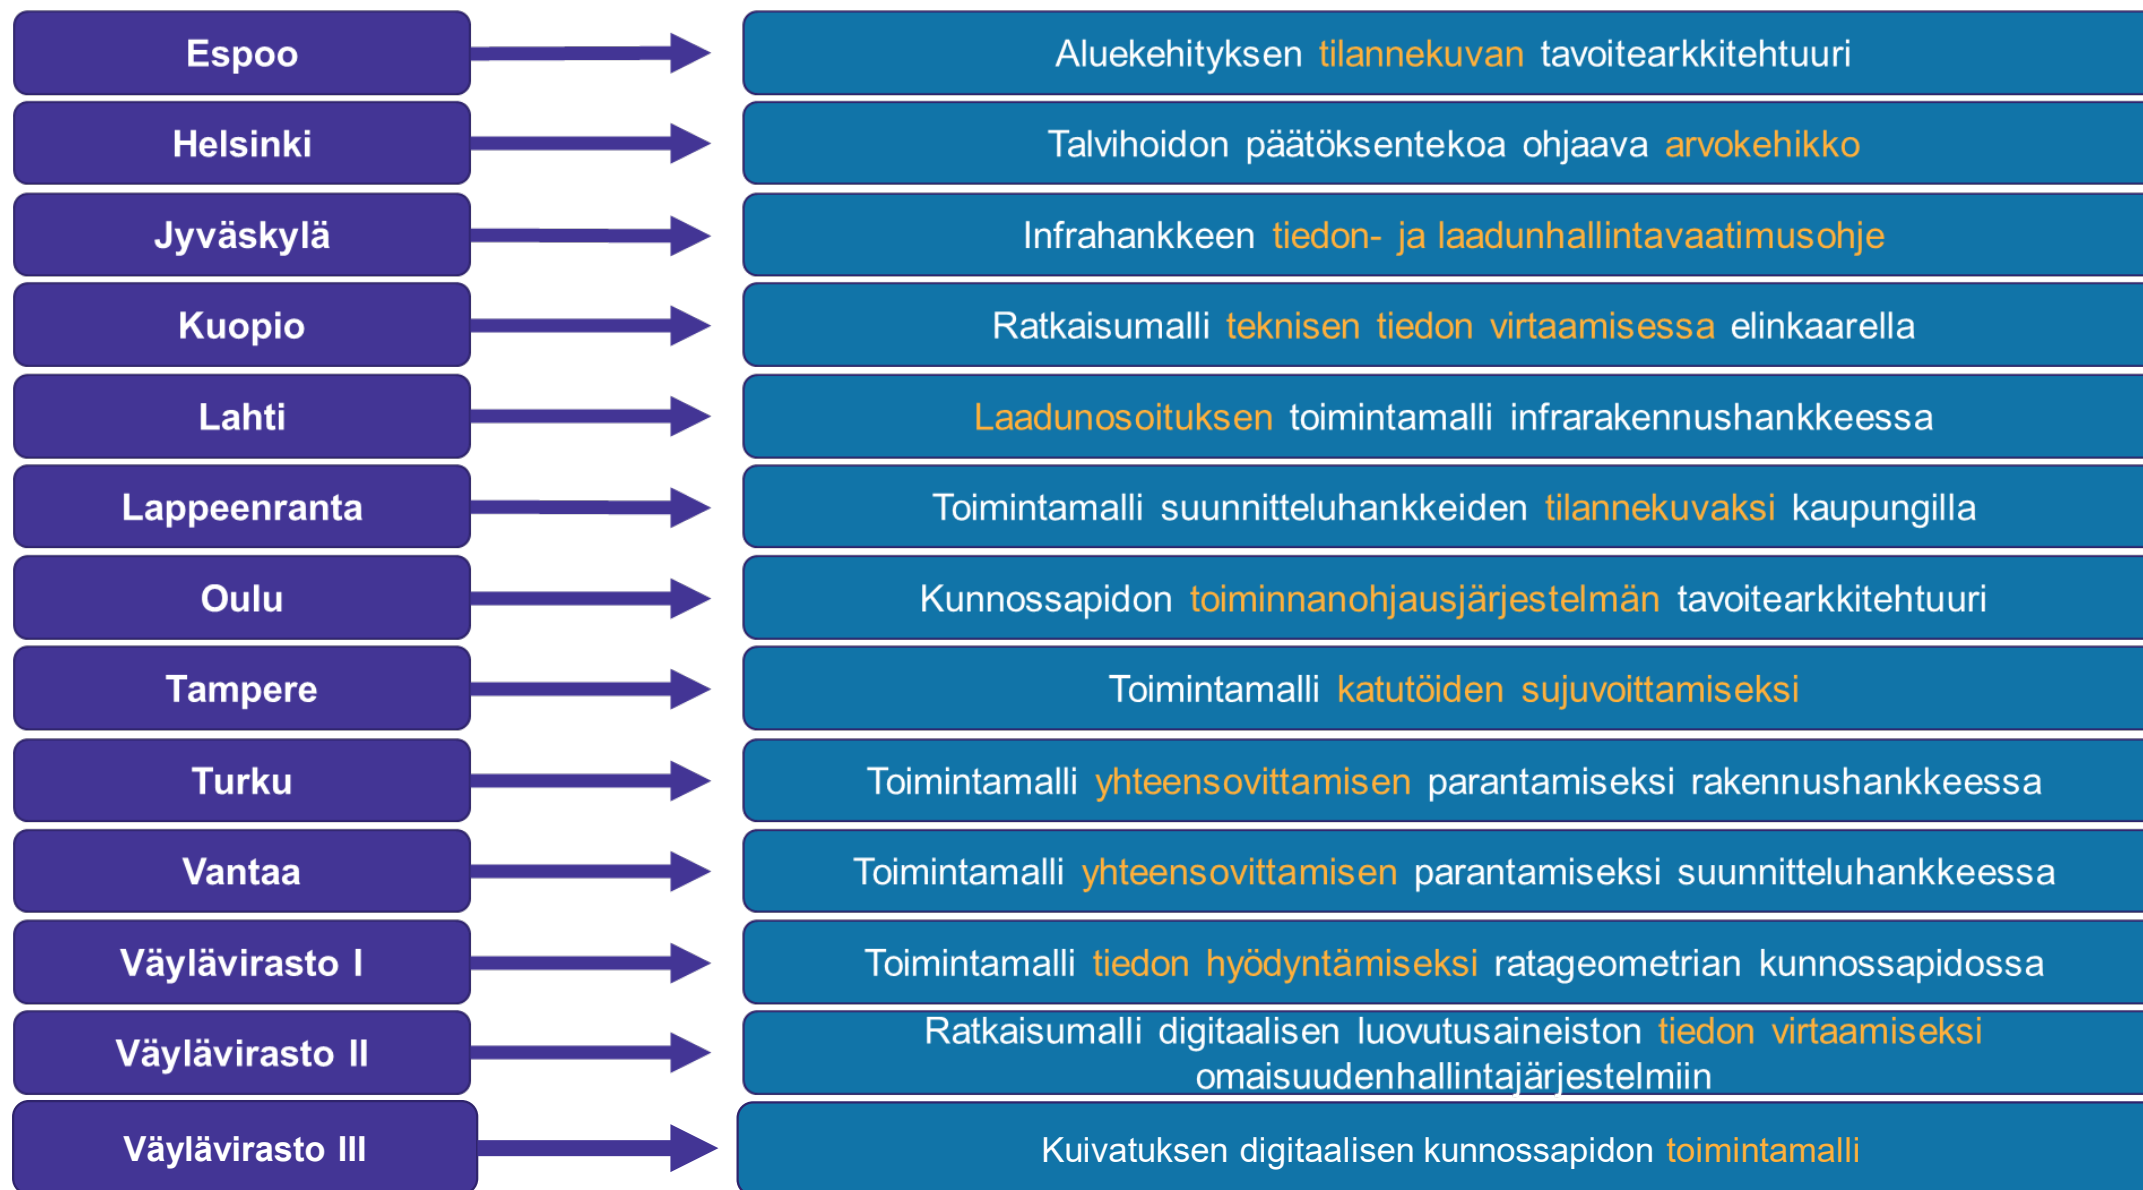 Espoo
Aluekehityksen tilannekuvan tavoitearkkitehtuuri
Helsinki
Talvihoidon päätöksentekoa ohjaava arvokehikko
Jyväskylä
Infrahankkeen tiedon- ja laadunhallintavaatimusohje
Kuopio
Ratkaisumalli teknisen tiedon virtaamisessa elinkaarella
Lahti
Laadunosoituksen toimintamalli infrarakennushankkeessa
Lappeenranta
Toimintamalli suunnitteluhankkeiden tilannekuvaksi kaupungilla
Oulu
Kunnossapidon toiminnanohjausjärjestelmän tavoitearkkitehtuuri
Tampere
Toimintamalli katutöiden sujuvoittamiseksi
Turku
Toimintamalli yhteensovittamisen parantamiseksi rakennushankkeessa
Vantaa
Toimintamalli yhteensovittamisen parantamiseksi suunnitteluhankkeessa
Väylävirasto I
Toimintamalli tiedon hyödyntämiseksi ratageometrian kunnossapidossa
Väylävirasto II
Ratkaisumalli digitaalisen luovutusaineiston tiedon virtaamiseksi
omaisuudenhallintajärjestelmiin
Väylävirasto III
Kuivatuksen digitaalisen kunnossapidon toimintamalli